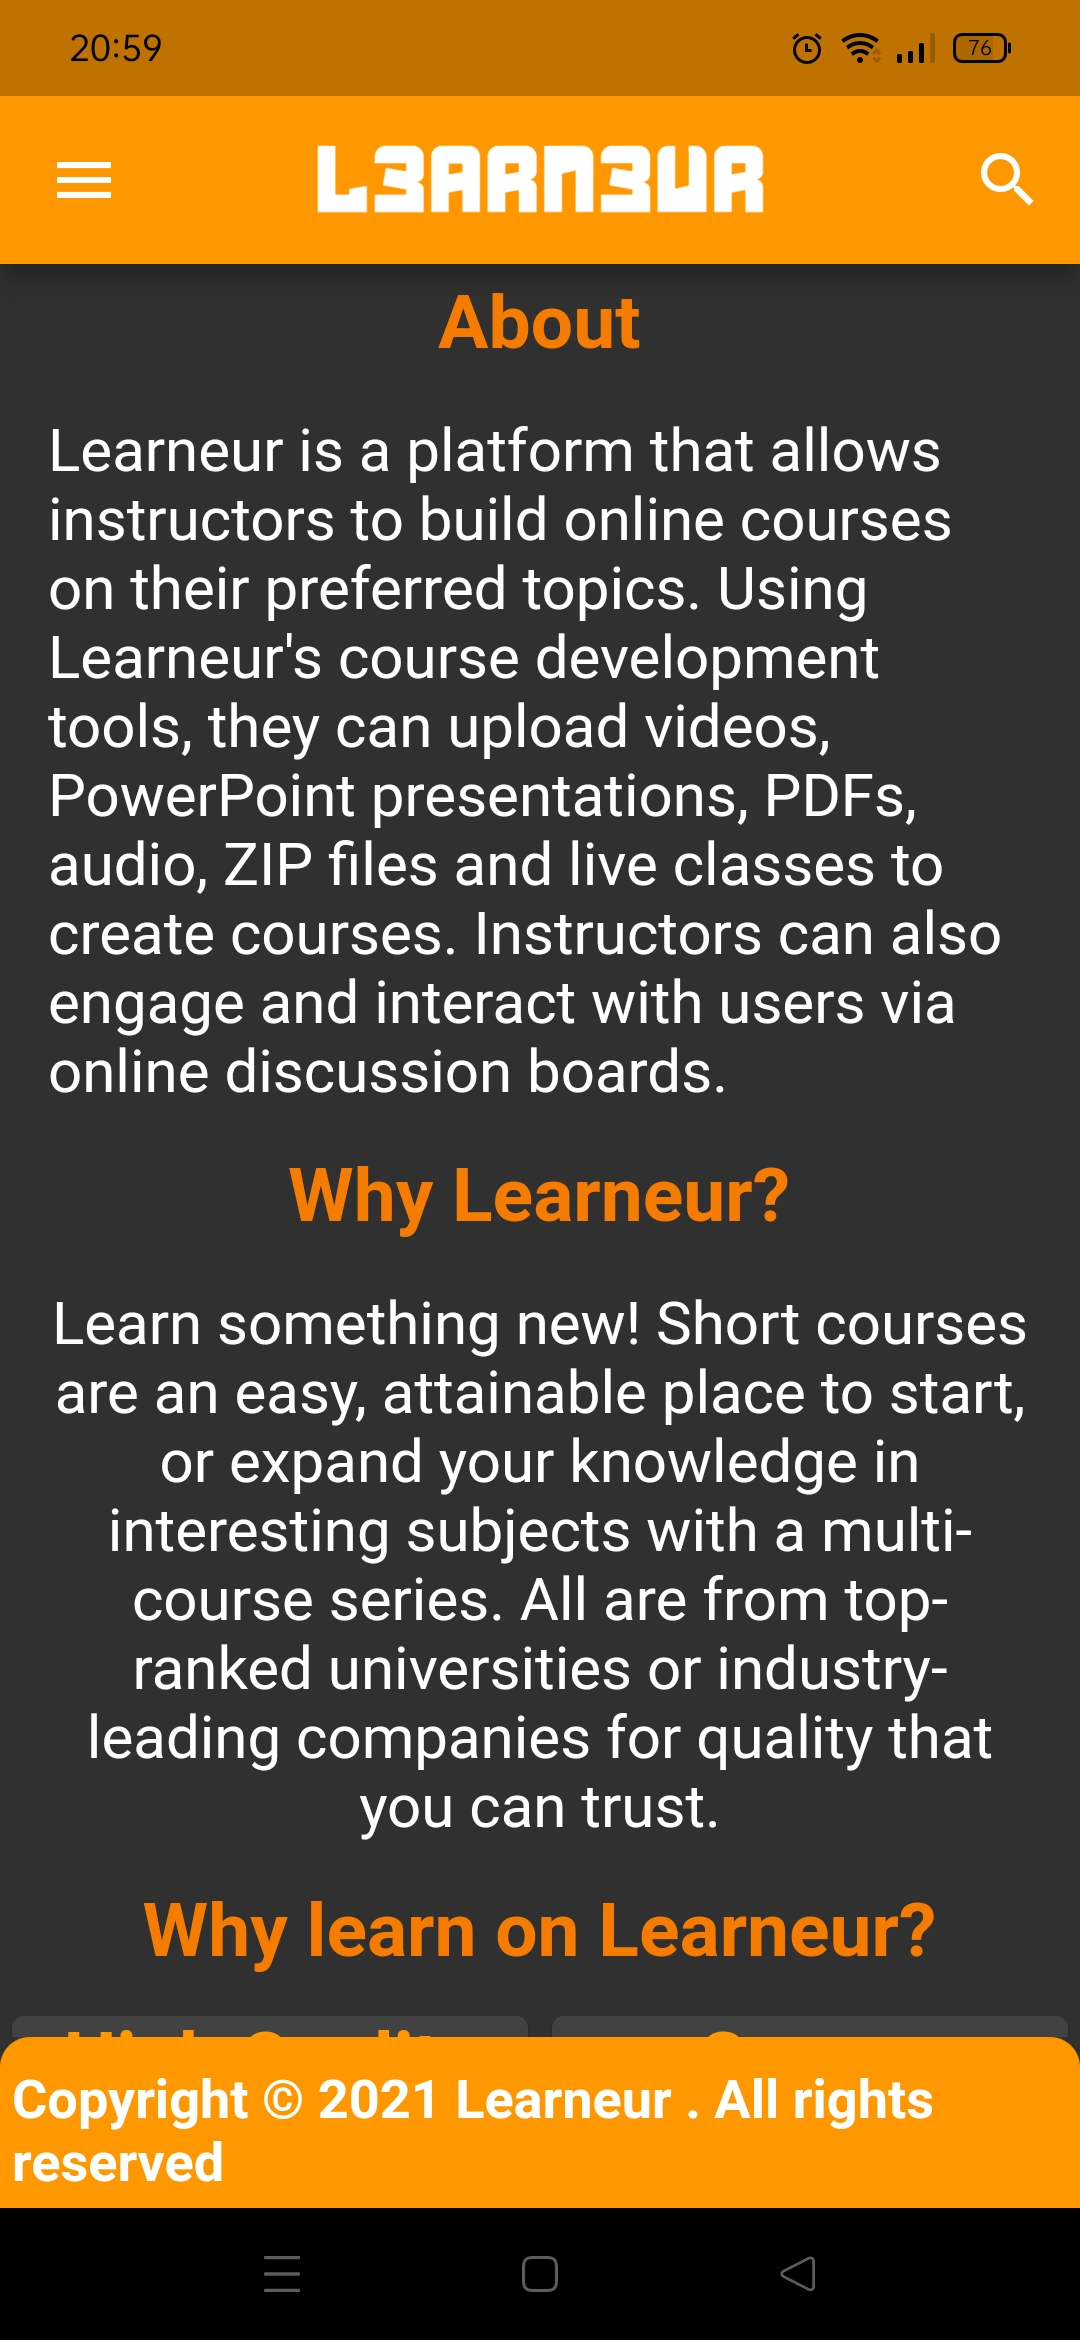 20:59
76
L3ARN3UR
About
Learneur is a platform that allows
instructors to build online courses
on their preferred topics. Using
Learneur's course development
tools, they can upload videos,
PowerPoint presentations, PDFs,
audio, ZIP files and live classes to
create courses. Instructors can also
engage and interact with users via
online discussion boards.
Why Learneur?
Learn something new! Short courses
are an easy, attainable place to start,
or expand your knowledge in
interesting subjects with a multi-
course series. All are from top-
ranked universities or industry-
leading companies for quality that
you can trust.
Why learn on Learneur?
Copyright © 2021 Learneur . All rights
reserved